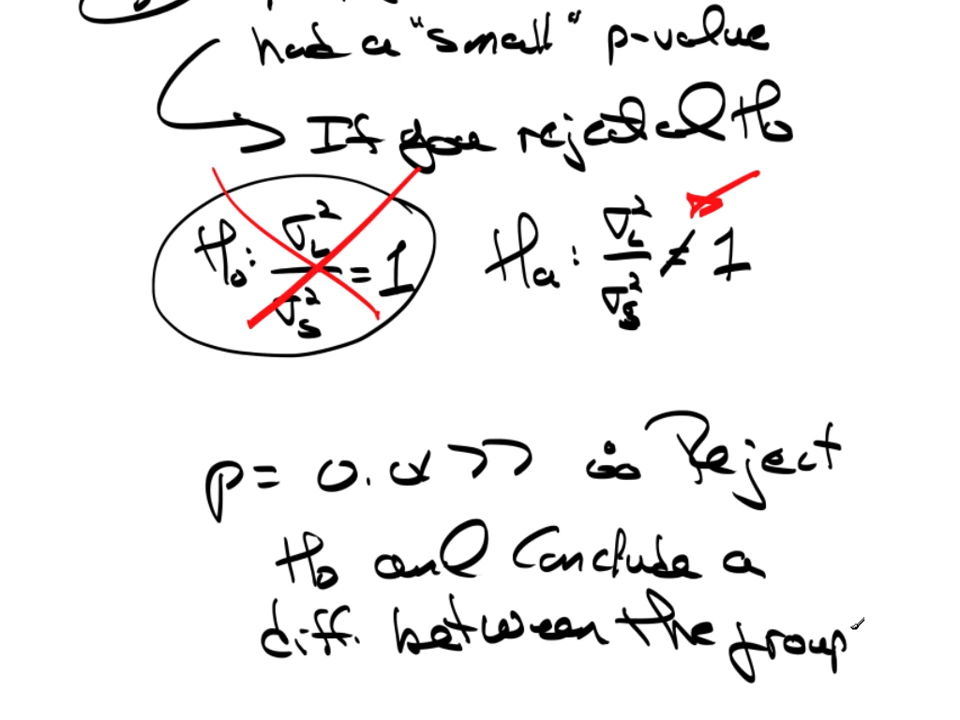 had a "small" p-value
If you rejected Ho
Ho: σL² / σS² = 1 Ha: σL² / σS² ≠ 1
p = 0.0277 ∴ Reject
Ho and Conclude a
diff. between the group